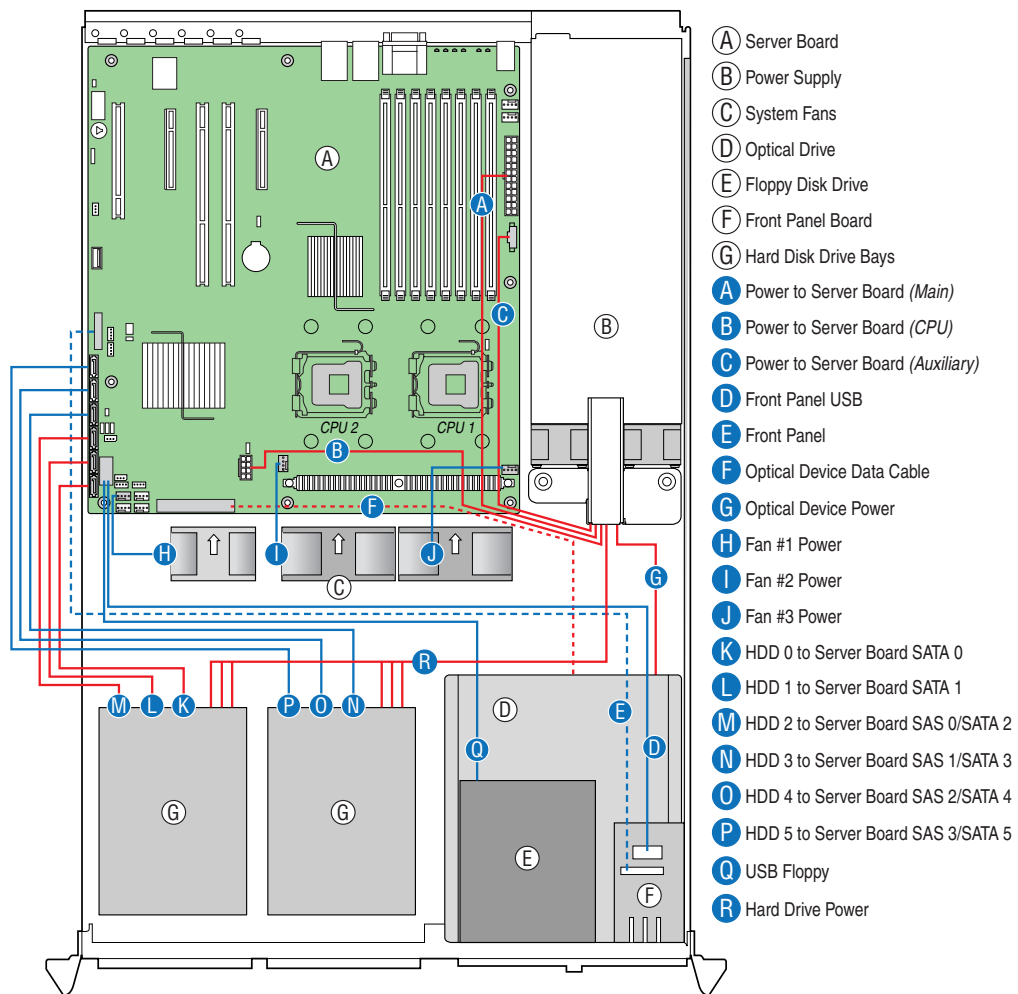 A Server Board
B Power Supply
C System Fans
D Optical Drive
E Floppy Disk Drive
F Front Panel Board
G Hard Disk Drive Bays
A Power to Server Board (Main)
B Power to Server Board (CPU)
C Power to Server Board (Auxiliary)
D Front Panel USB
E Front Panel
F Optical Device Data Cable
G Optical Device Power
H Fan #1 Power
I Fan #2 Power
J Fan #3 Power
K HDD 0 to Server Board SATA 0
L HDD 1 to Server Board SATA 1
M HDD 2 to Server Board SAS 0/SATA 2
N HDD 3 to Server Board SAS 1/SATA 3
O HDD 4 to Server Board SAS 2/SATA 4
P HDD 5 to Server Board SAS 3/SATA 5
Q USB Floppy
R Hard Drive Power
A
A
C
B
CPU 2
CPU 1
B
F
H
I
J
C
G
R
M L K
P O N
D
E
D
Q
G
G
E
F